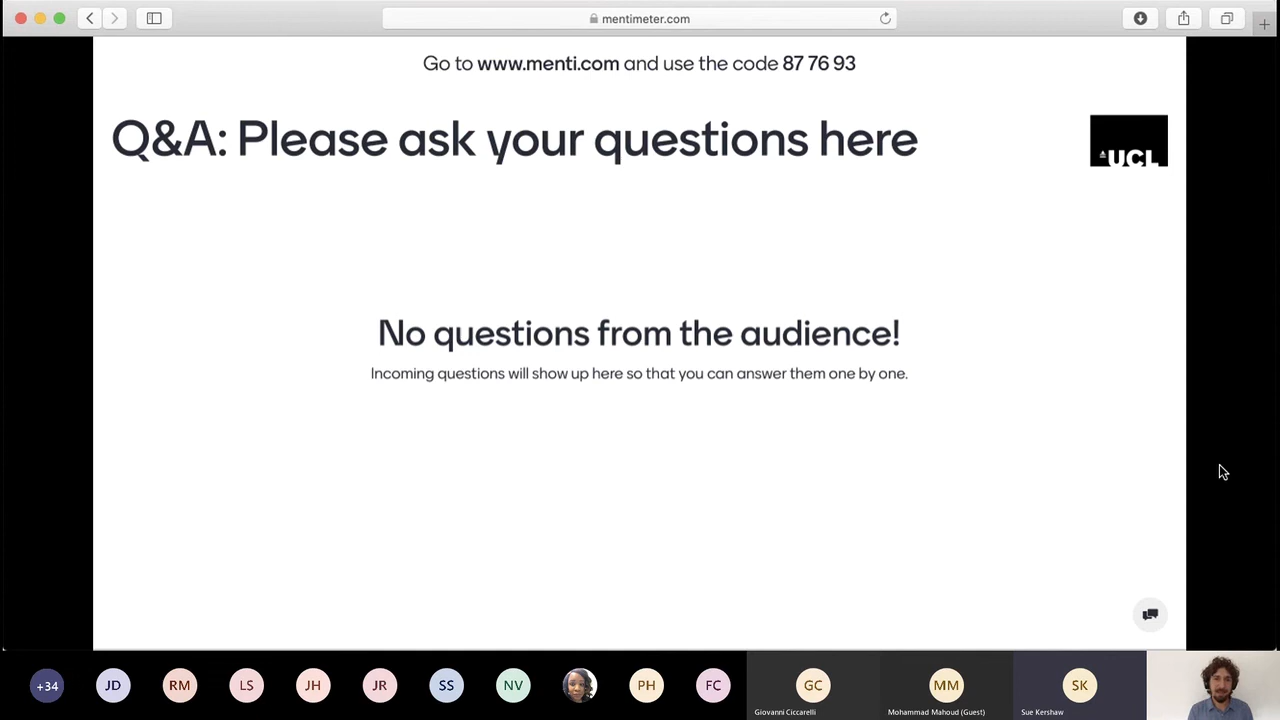 mentimeter.com
Go to www.menti.com and use the code 87 76 93
Q&A: Please ask your questions here
UCL
No questions from the audience!
Incoming questions will show up here so that you can answer them one by one.
+34
JD
RM
LS
JH
JR
SS
NV
PH
FC
GC
MM
SK
Giovanni Ciccarelli
Mohammad Mahoud (Guest)
Sue Kershaw